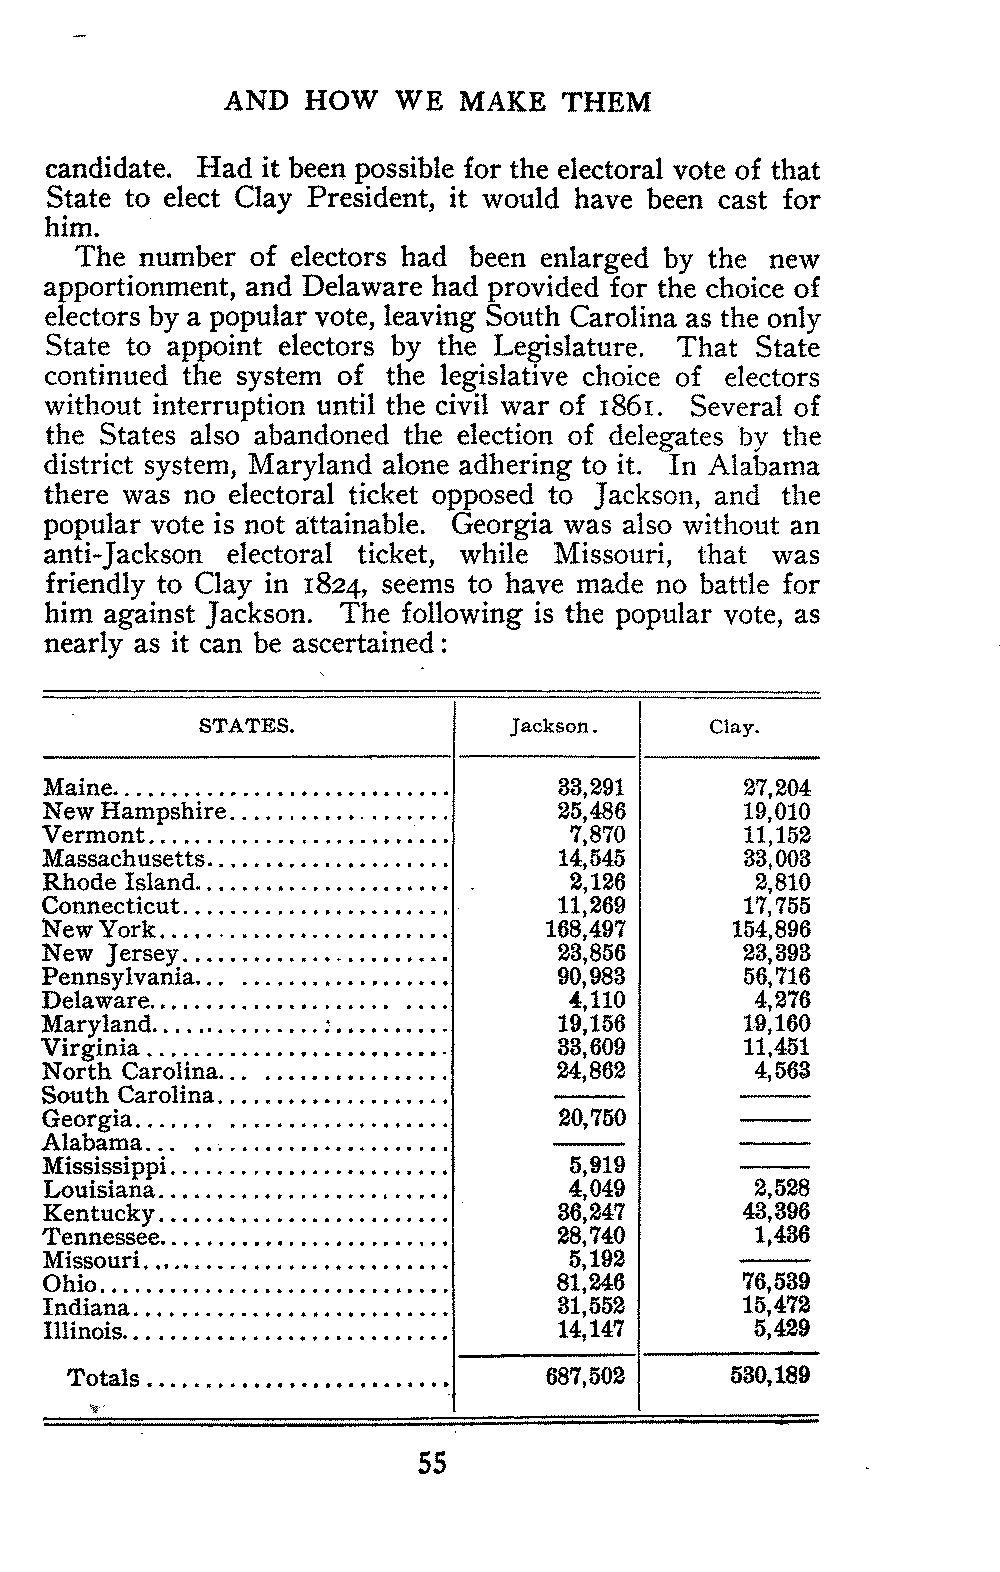 AND HOW WE MAKE THEM
candidate. Had it been possible for the electoral vote of that
State to elect Clay President, it would have been cast for
him.
The number of electors had been enlarged by the new
apportionment, and Delaware had provided for the choice of
electors by a popular vote, leaving South Carolina as the only
State to appoint electors by the Legislature. That State
continued the system of the legislative choice of electors
without interruption until the civil war of 1861. Several of
the States also abandoned the election of delegates by the
district system, Maryland alone adhering to it. In Alabama
there was no electoral ticket opposed to Jackson, and the
popular vote is not attainable. Georgia was also without an
anti-Jackson electoral ticket, while Missouri, that was
friendly to Clay in 1824, seems to have made no battle for
him against Jackson. The following is the popular vote, as
nearly as it can be ascertained:
STATES. Jackson. Clay.
Maine............................ 33,291 27,204
New Hampshire................... 25,486 19,010
Vermont.......................... 7,870 11,152
Massachusetts..................... 14,545 33,003
Rhode Island...................... 2,126 2,810
Connecticut....................... 11,269 17,755
New York......................... 168,497 154,896
New Jersey....................... 23,856 23,393
Pennsylvania... .................. 90,983 56,716
Delaware..................... .... 4,110 4,276
Maryland......................... 19,156 19,160
Virginia.......................... 33,609 11,451
North Carolina... ................ 24,862 4,563
South Carolina.................... —— ——
Georgia....... ................... 20,750 ——
Alabama... ...................... —— ——
Mississippi........................ 5,919 ——
Louisiana......................... 4,049 2,528
Kentucky......................... 36,247 43,396
Tennessee......................... 28,740 1,436
Missouri.......................... 5,192 ——
Ohio.............................. 81,246 76,539
Indiana........................... 31,552 15,472
Illinois............................ 14,147 5,429
Totals.......................... 687,502 530,189
55